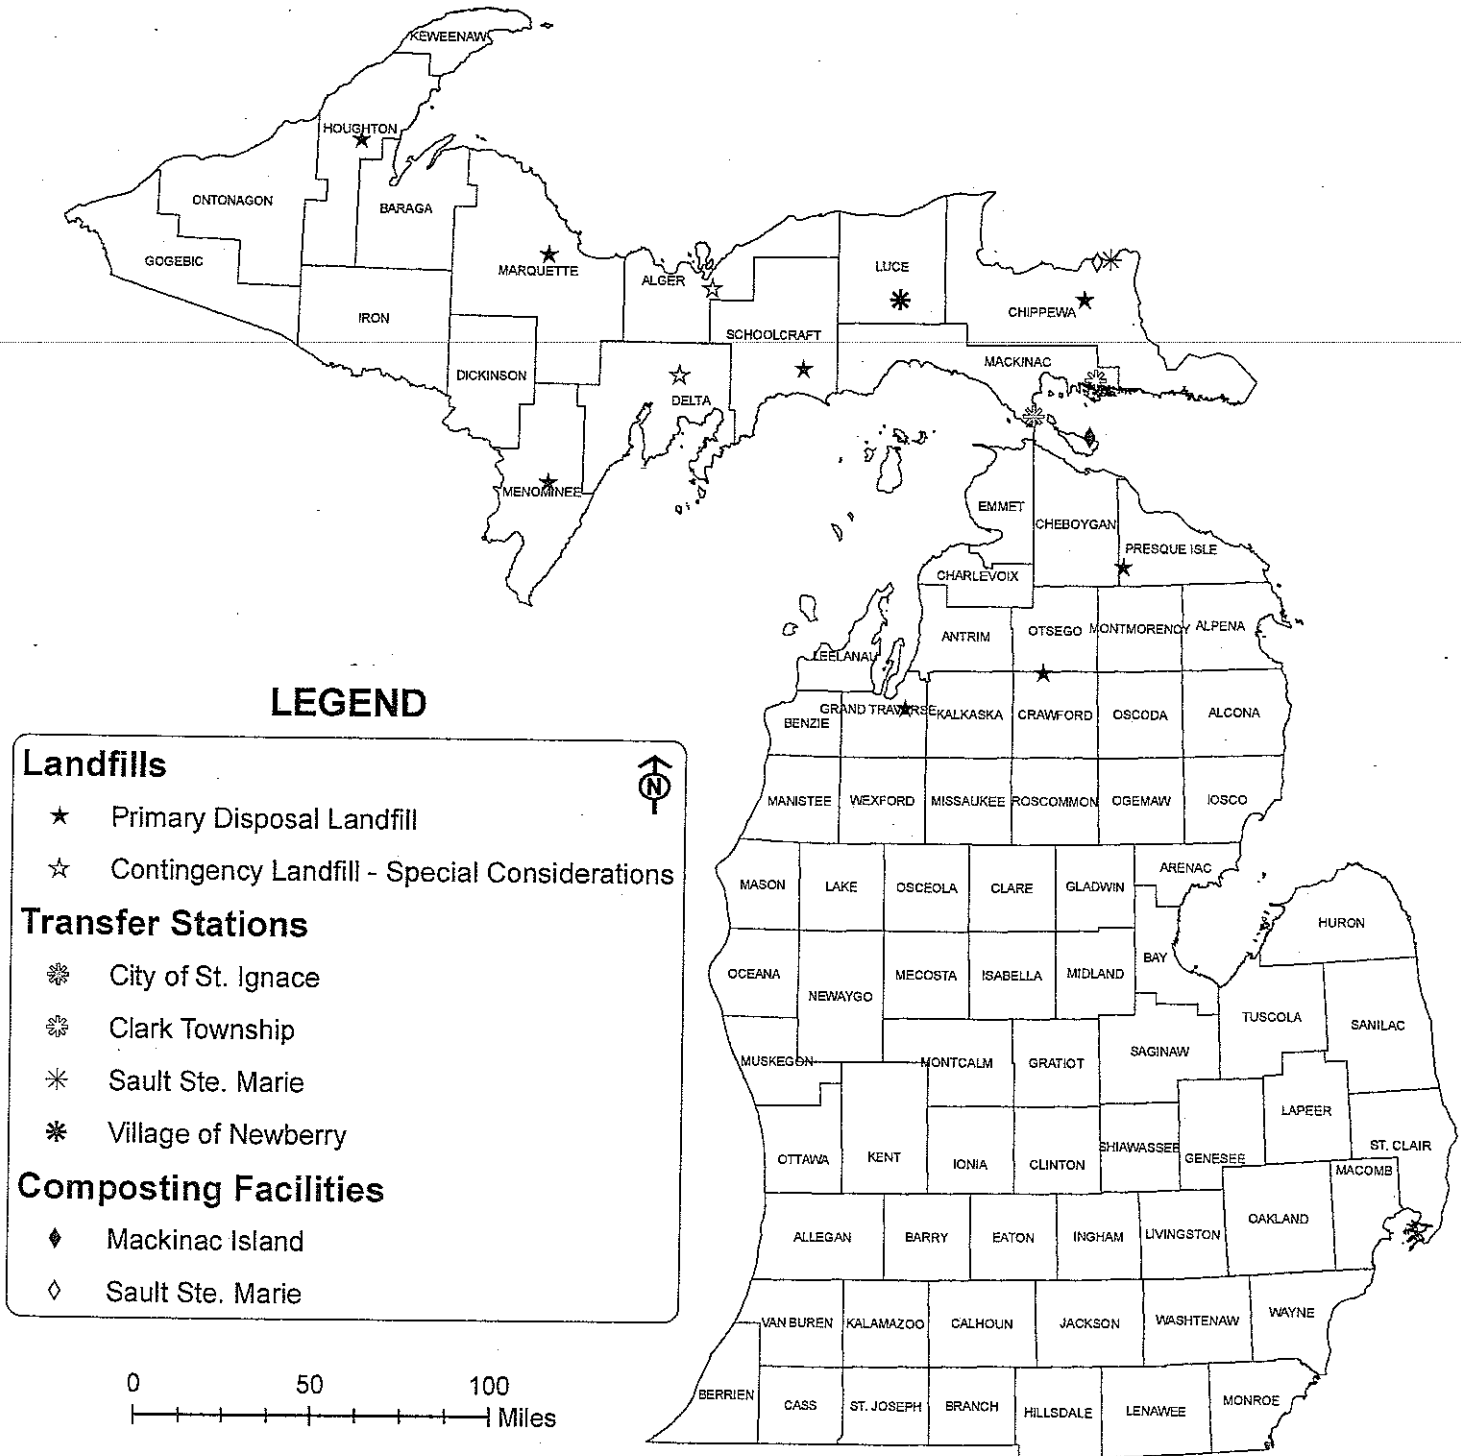 KEWEENAW
HOUGHTON
ONTONAGON
BARAGA
GOGEBIC
MARQUETTE
ALGER
LUCE
CHIPPEWA
IRON
SCHOOLCRAFT
MACKINAC
DICKINSON
DELTA
MENOMINEE
EMMET
CHEBOYGAN
PRESQUE ISLE
CHARLEVOIX
ANTRIM
OTSEGO
MONTMORENCY
ALPENA
LEELANAU
BENZIE
GRAND TRAVERSE
KALKASKA
CRAWFORD
OSCODA
ALCONA
MANISTEE
WEXFORD
MISSAUKEE
ROSCOMMON
OGEMAW
IOSCO
MASON
LAKE
OSCEOLA
CLARE
GLADWIN
ARENAC
HURON
OCEANA
NEWAYGO
MECOSTA
ISABELLA
MIDLAND
BAY
TUSCOLA
SANILAC
MUSKEGON
MONTCALM
GRATIOT
SAGINAW
LAPEER
OTTAWA
KENT
IONIA
CLINTON
SHIAWASSEE
GENESEE
ST. CLAIR
MACOMB
ALLEGAN
BARRY
EATON
INGHAM
LIVINGSTON
OAKLAND
VAN BUREN
KALAMAZOO
CALHOUN
JACKSON
WASHTENAW
WAYNE
BERRIEN
CASS
ST. JOSEPH
BRANCH
HILLSDALE
LENAWEE
MONROE
LEGEND
Landfills
N
Primary Disposal Landfill
Contingency Landfill - Special Considerations
Transfer Stations
City of St. Ignace
Clark Township
Sault Ste. Marie
Village of Newberry
Composting Facilities
Mackinac Island
Sault Ste. Marie
0 50 100
Miles